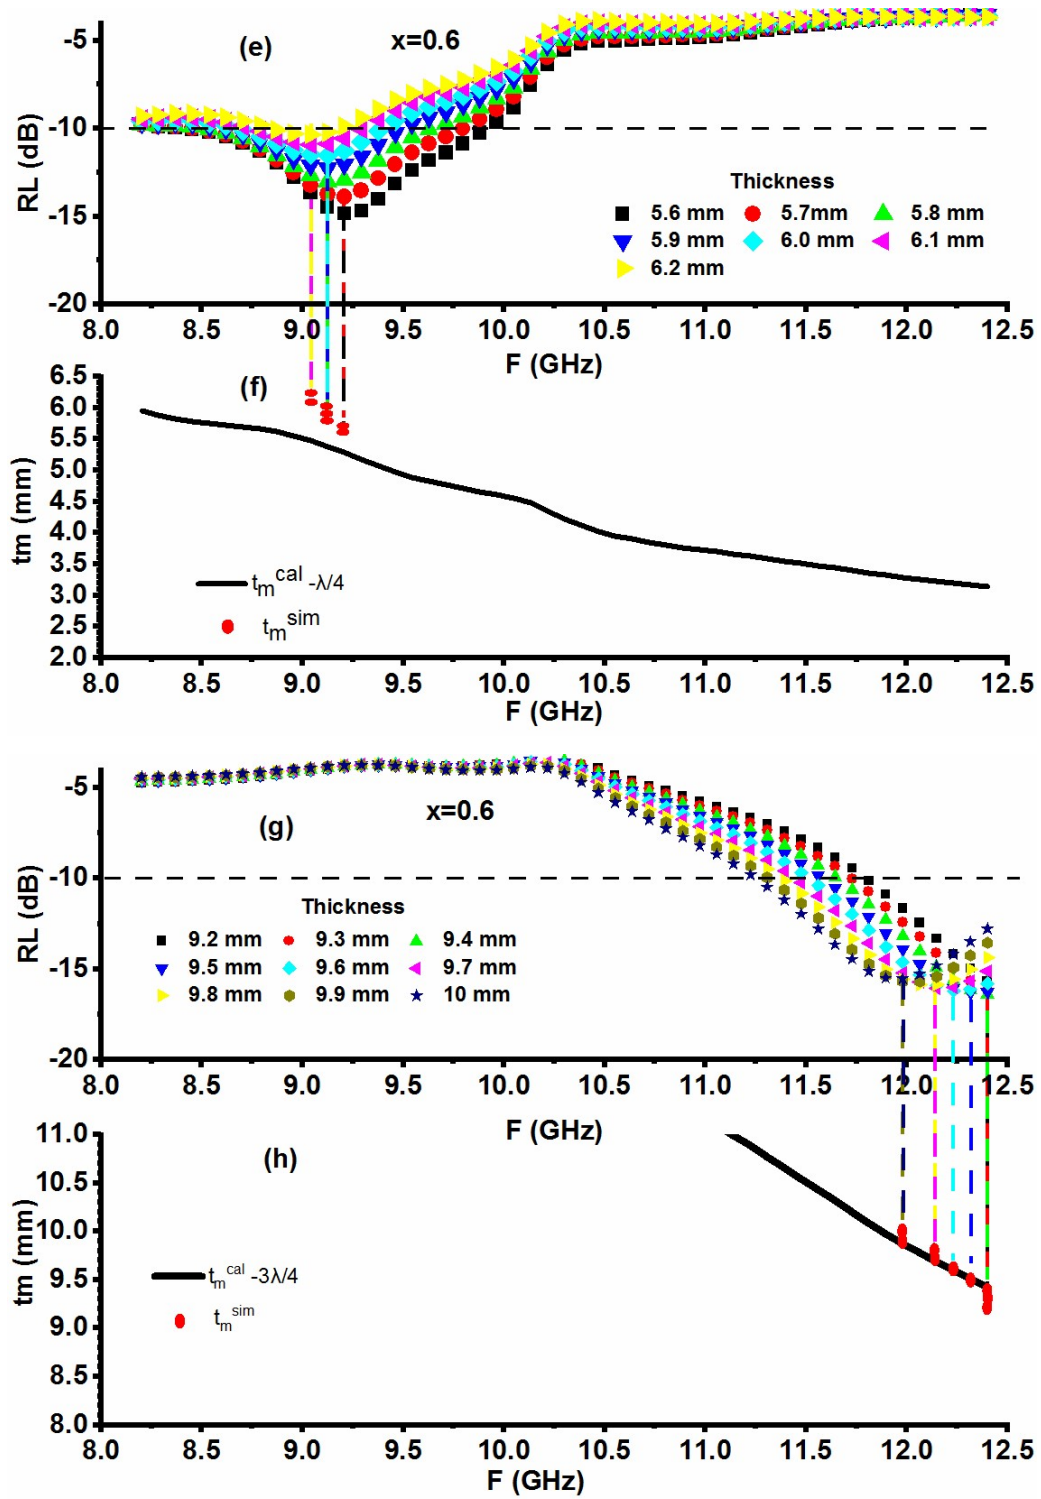 (e)
x=0.6
-5
-10
-15
-20
RL (dB)
Thickness
5.6 mm 5.7mm 5.8 mm
5.9 mm 6.0 mm 6.1 mm
6.2 mm
8.0 8.5 9.0 9.5 10.0 10.5 11.0 11.5 12.0 12.5
F (GHz)
(f)
6.5
6.0
5.5
5.0
4.5
4.0
3.5
3.0
2.5
2.0
tm (mm)
tm^cal -λ/4
tm^sim
8.0 8.5 9.0 9.5 10.0 10.5 11.0 11.5 12.0 12.5
F (GHz)
(g)
x=0.6
-5
-10
-15
-20
RL (dB)
Thickness
9.2 mm 9.3 mm 9.4 mm
9.5 mm 9.6 mm 9.7 mm
9.8 mm 9.9 mm 10 mm
8.0 8.5 9.0 9.5 10.0 10.5 11.0 11.5 12.0 12.5
F (GHz)
(h)
11.0
10.5
10.0
9.5
9.0
8.5
8.0
tm (mm)
tm^cal -3λ/4
tm^sim
8.0 8.5 9.0 9.5 10.0 10.5 11.0 11.5 12.0 12.5
F (GHz)